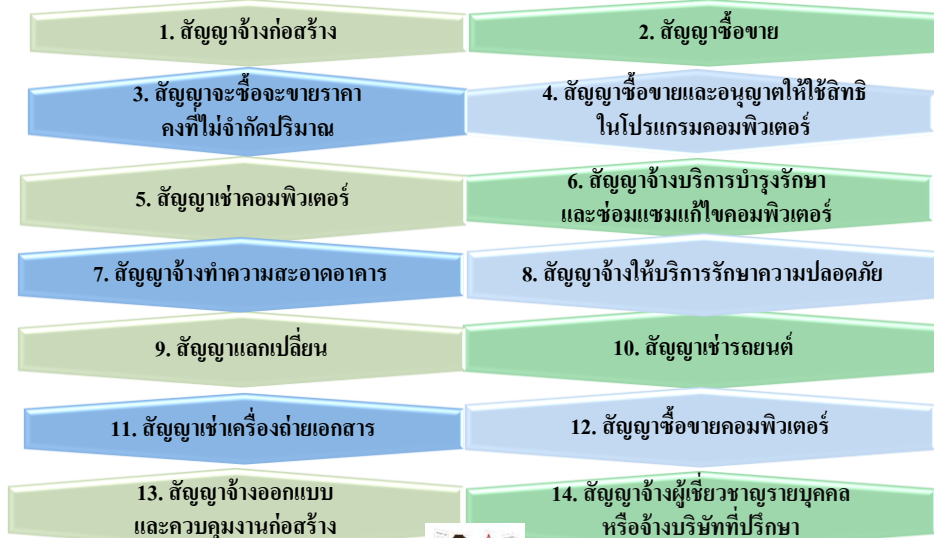 1. สัญญาจ้างก่อสร้าง
2. สัญญาซื้อขาย
3. สัญญาจะซื้อจะขายราคา
คงที่ไม่จำกัดปริมาณ
4. สัญญาซื้อขายและอนุญาตให้ใช้สิทธิ
ในโปรแกรมคอมพิวเตอร์
5. สัญญาเช่าคอมพิวเตอร์
6. สัญญาจ้างบริการบำรุงรักษา
และซ่อมแซมแก้ไขคอมพิวเตอร์
7. สัญญาจ้างทำความสะอาดอาคาร
8. สัญญาจ้างให้บริการรักษาความปลอดภัย
9. สัญญาแลกเปลี่ยน
10. สัญญาเช่ารถยนต์
11. สัญญาเช่าเครื่องถ่ายเอกสาร
12. สัญญาซื้อขายคอมพิวเตอร์
13. สัญญาจ้างออกแบบ
และควบคุมงานก่อสร้าง
14. สัญญาจ้างผู้เชี่ยวชาญรายบุคคล
หรือจ้างบริษัทที่ปรึกษา